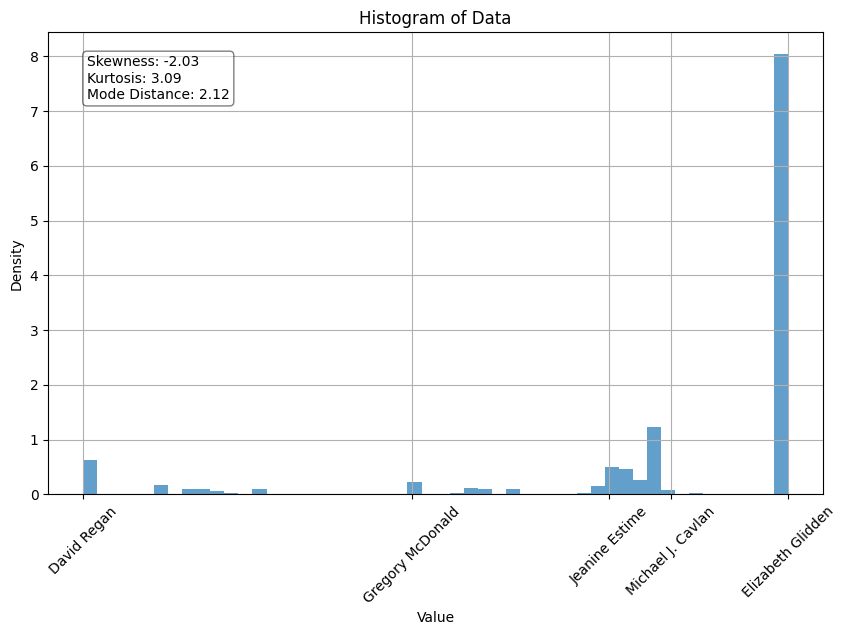 Histogram of Data
Skewness: -2.03
Kurtosis: 3.09
Mode Distance: 2.12
8
7
6
5
4
3
2
1
0
Density
David Regan
Gregory McDonald
Jeanine Estime
Michael J. Cavlan
Elizabeth Glidden
Value